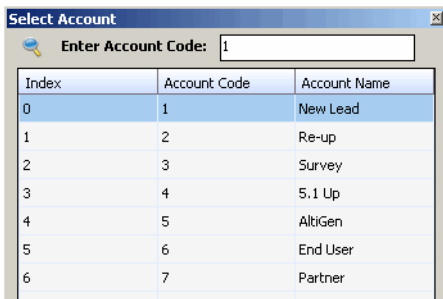 Select Account
Enter Account Code: 1
Index Account Code Account Name
0 1 New Lead
1 2 Re-up
2 3 Survey
3 4 5.1 Up
4 5 AltiGen
5 6 End User
6 7 Partner